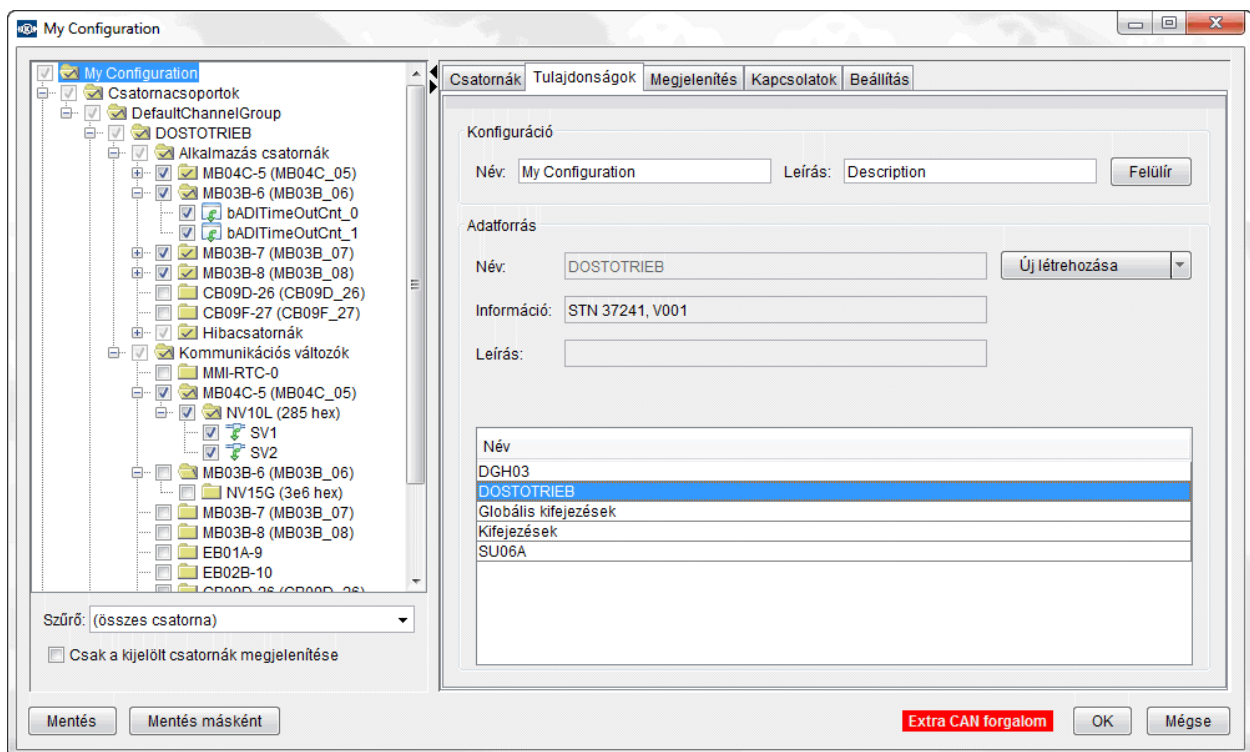 My Configuration
My Configuration
Csatornacsoportok
DefaultChannelGroup
DOSTOTRIEB
Alkalmazás csatornák
MB04C-5 (MB04C_05)
MB03B-6 (MB03B_06)
bADITimeOutCnt_0
bADITimeOutCnt_1
MB03B-7 (MB03B_07)
MB03B-8 (MB03B_08)
CB09D-26 (CB09D_26)
CB09F-27 (CB09F_27)
Hibacsatornák
Kommunikációs változók
MMI-RTC-0
MB04C-5 (MB04C_05)
NV10L (285 hex)
SV1
SV2
MB03B-6 (MB03B_06)
NV15G (3e6 hex)
MB03B-7 (MB03B_07)
MB03B-8 (MB03B_08)
EB01A-9
EB02B-10
CB09D-26 (CB09D_26)
Szűrő: (összes csatorna)
Csak a kijelölt csatornák megjelenítése
Csatornák Tulajdonságok Megjelenítés Kapcsolatok Beállítás
Konfiguráció
Név: My Configuration Leírás: Description Felülír
Adatforrás
Név: DOSTOTRIEB Új létrehozása
Információ: STN 37241, V001
Leírás:
Név
DGH03
DOSTOTRIEB
Globális kifejezések
Kifejezések
SU06A
Mentés Mentés másként Extra CAN forgalom OK Mégse